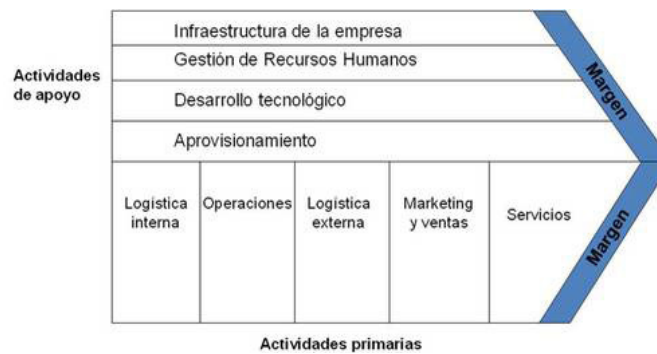 Infraestructura de la empresa
Gestión de Recursos Humanos
Actividades
de apoyo
Desarrollo tecnológico
Aprovisionamiento
Margen
Logística
interna
Operaciones
Logística
externa
Marketing
y ventas
Servicios
Margen
Actividades primarias